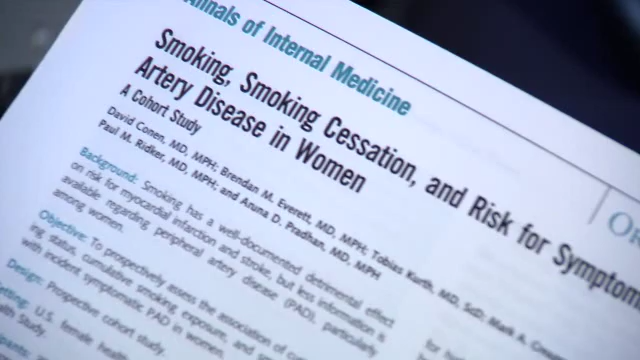 Annals of Internal Medicine
Smoking, Smoking Cessation, and Risk for
Artery Disease in Women
A Cohort Study
David Conen, MD, MPH; Brendan M. Everett, MD, MPH; Tobias Kurth, MD, ScD; Mark A.
Paul M. Ridker, MD, MPH; and Aruna D. Pradhan, MD, MPH
Background: Smoking has a well-documented detrimental effect
on risk for myocardial infarction and stroke, but less information is
available regarding peripheral artery disease (PAD), particularly
among women.
Objective: To prospectively assess the association of
ing status, cumulative smoking exposure, and
with incident symptomatic PAD in women.
Design: Prospective cohort study.
U.S. female health
Study.
for